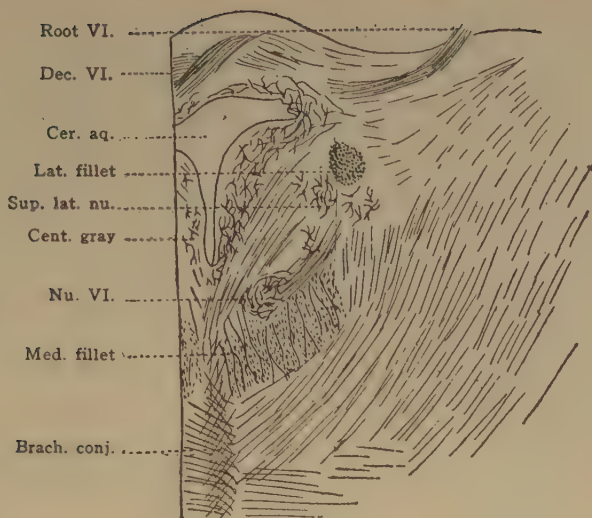 Root VI.
Dec. VI.
Cer. aq.
Lat. fillet
Sup. lat. nu.
Cent. gray
Nu. VI.
Med. fillet
Brach. conj.